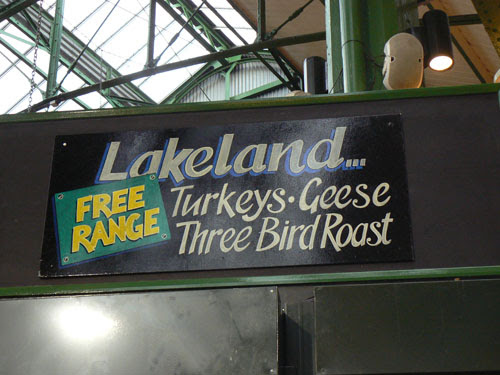 Lakeland...
FREE
RANGE
Turkeys · Geese
Three Bird Roast